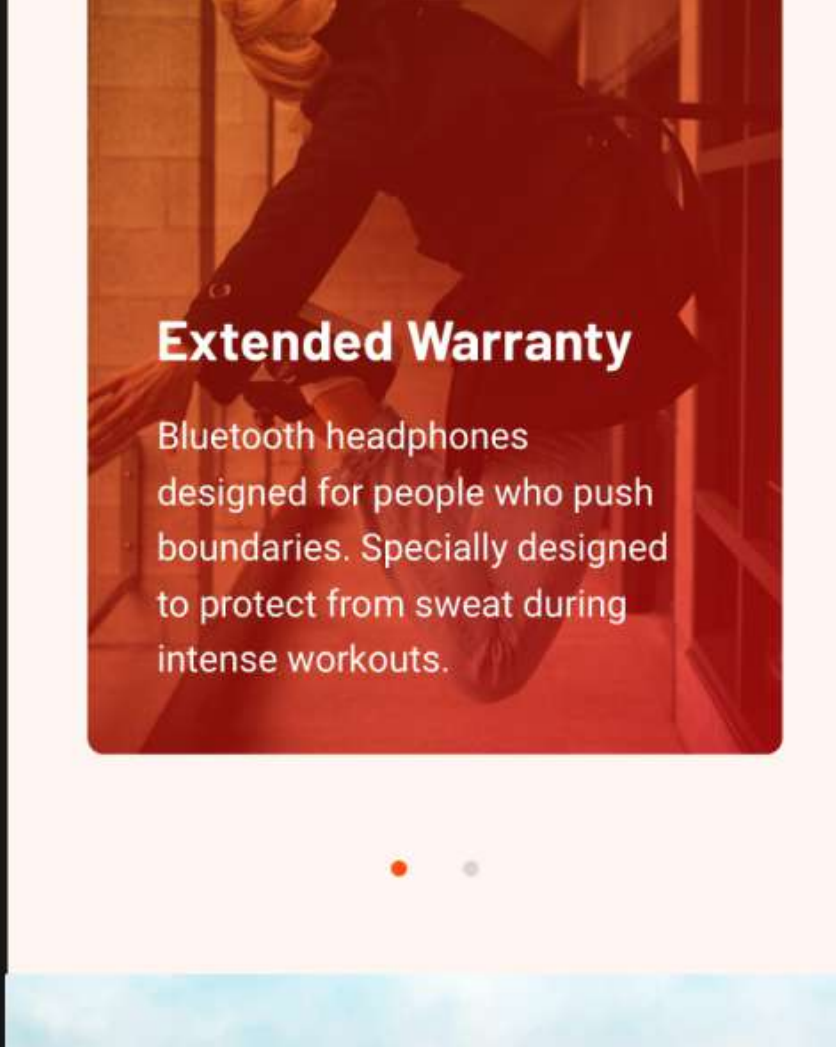 Extended Warranty
Bluetooth headphones
designed for people who push
boundaries. Specially designed
to protect from sweat during
intense workouts.